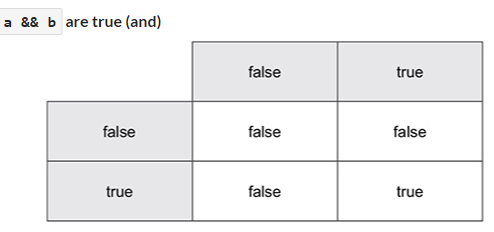 a && b are true (and)
false true
false false false
true false true